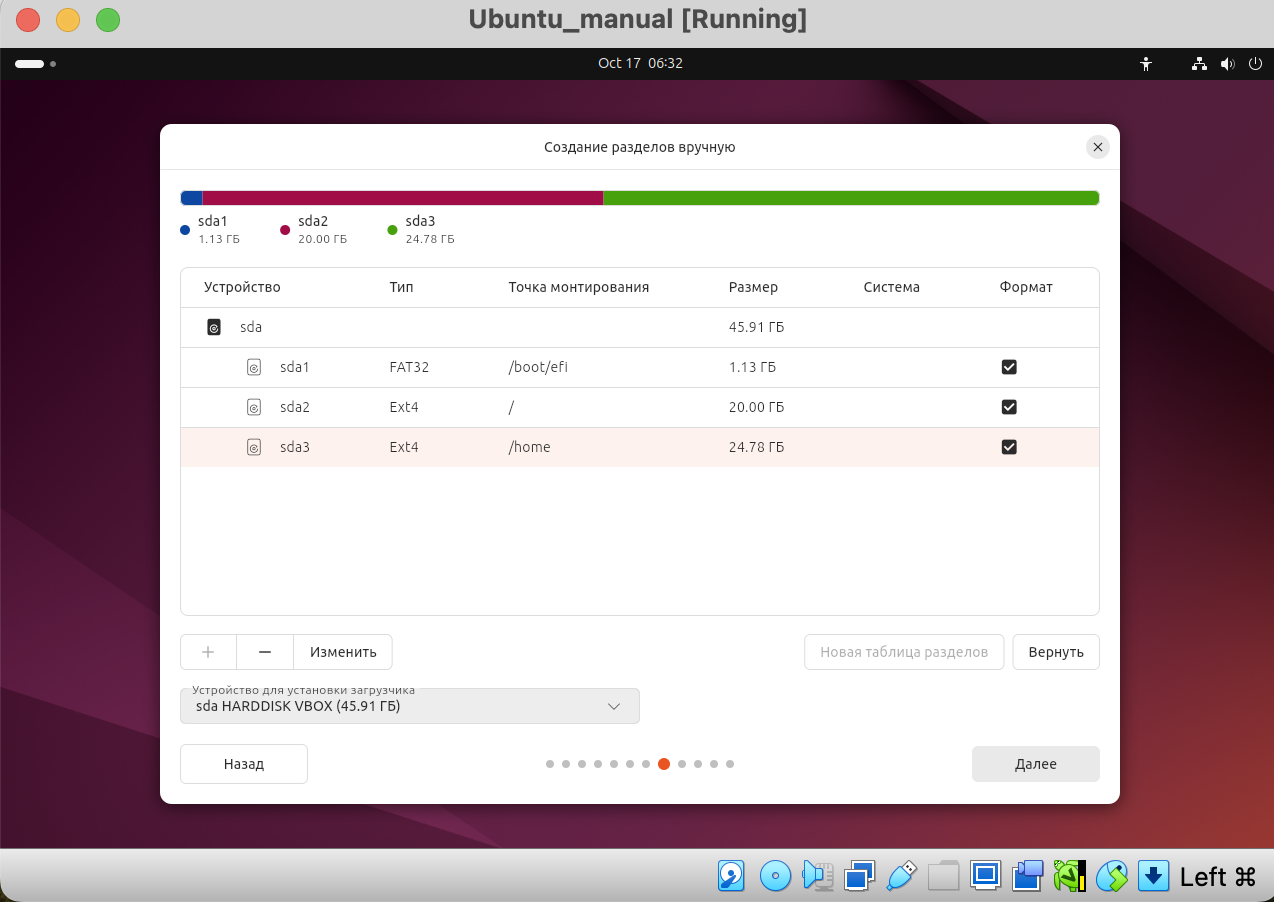 Ubuntu_manual [Running]
Oct 17 06:32
Создание разделов вручную
sda1 sda2 sda3
1.13 ГБ 20.00 ГБ 24.78 ГБ
Устройство Тип Точка монтирования Размер Система Формат
sda 45.91 ГБ
sda1 FAT32 /boot/efi 1.13 ГБ
sda2 Ext4 / 20.00 ГБ
sda3 Ext4 /home 24.78 ГБ
+ − Изменить Новая таблица разделов Вернуть
Устройство для установки загрузчика
sda HARDDISK VBOX (45.91 ГБ)
Назад Далее
Left ⌘